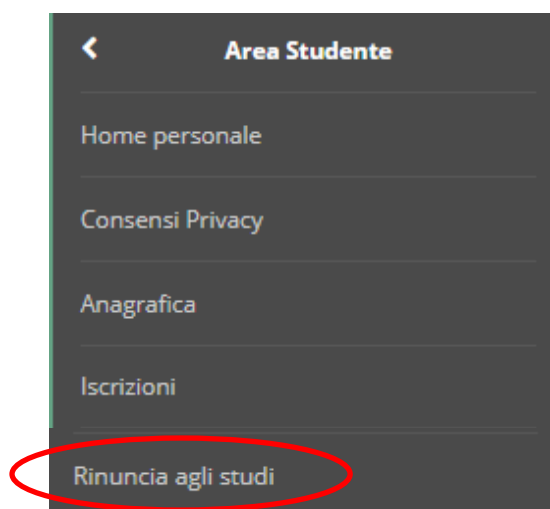 Area Studente
Home personale
Consensi Privacy
Anagrafica
Iscrizioni
Rinuncia agli studi